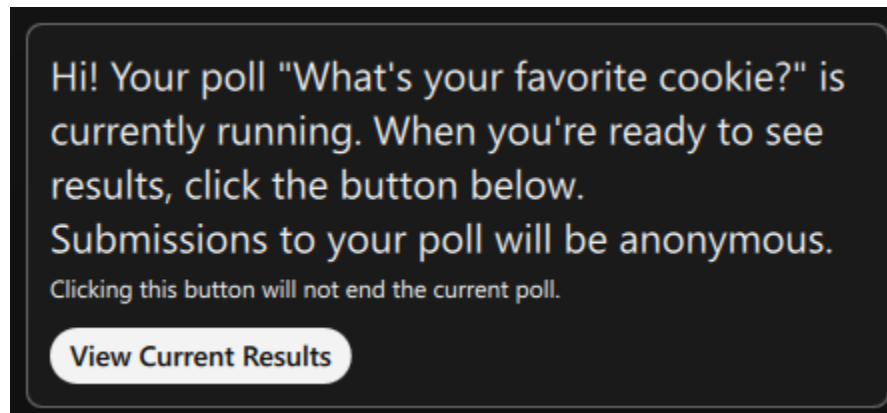 Hi! Your poll "What's your favorite cookie?" is
currently running. When you're ready to see
results, click the button below.
Submissions to your poll will be anonymous.
Clicking this button will not end the current poll.
View Current Results